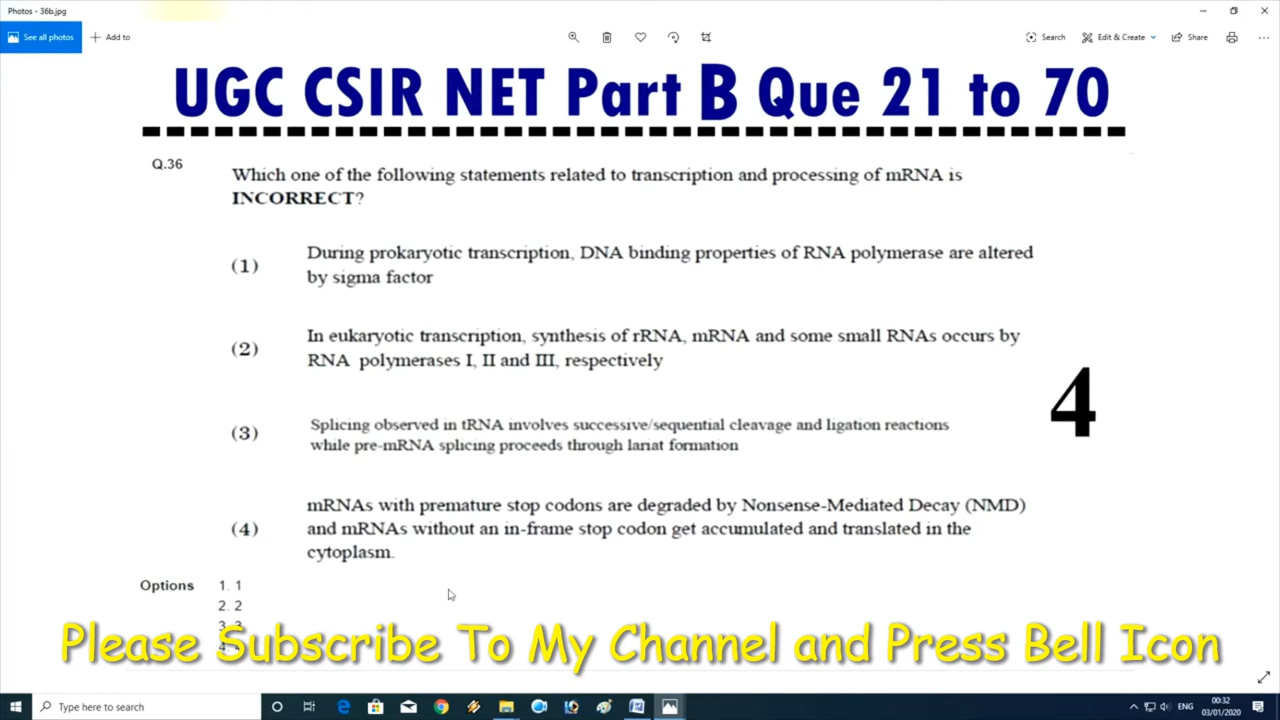 Photos - 36b.jpg
See all photos
Add to
Search
Edit & Create
Share
UGC CSIR NET Part B Que 21 to 70
Q.36
Which one of the following statements related to transcription and processing of mRNA is
INCORRECT?
(1)
During prokaryotic transcription, DNA binding properties of RNA polymerase are altered
by sigma factor
(2)
In eukaryotic transcription, synthesis of rRNA, mRNA and some small RNAs occurs by
RNA polymerases I, II and III, respectively
4
(3)
Splicing observed in tRNA involves successive/sequential cleavage and ligation reactions
while pre-mRNA splicing proceeds through lariat formation
(4)
mRNAs with premature stop codons are degraded by Nonsense-Mediated Decay (NMD)
and mRNAs without an in-frame stop codon get accumulated and translated in the
cytoplasm.
Options
1. 1
2. 2
Please Subscribe To My Channel and Press Bell Icon
Type here to search
ENG
00:32
03/01/2020